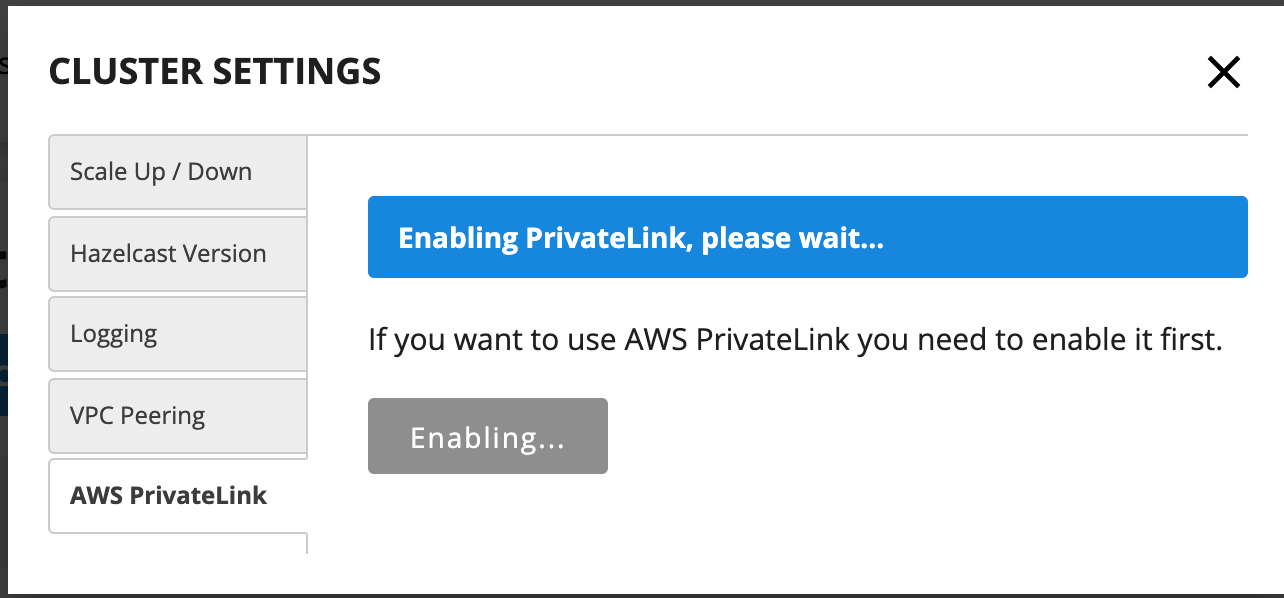 CLUSTER SETTINGS
Scale Up / Down
Hazelcast Version
Logging
VPC Peering
AWS PrivateLink
Enabling PrivateLink, please wait...
If you want to use AWS PrivateLink you need to enable it first.
Enabling...